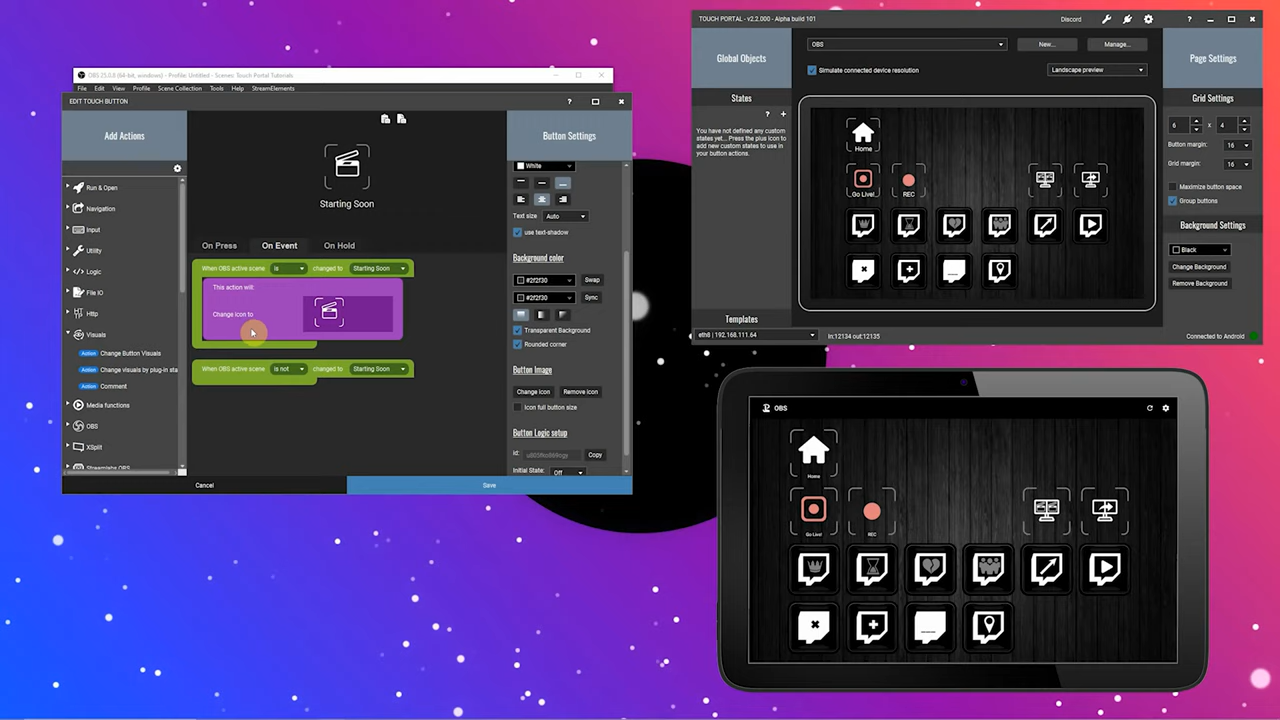 OBS 25.0.8 (64-bit, windows) - Profile: Untitled - Scenes: Touch Portal Tutorials
File Edit View Profile Scene Collection Tools Help StreamElements
EDIT TOUCH BUTTON
?
Add Actions
Run & Open
Navigation
Input
Utility
Logic
File IO
Http
Visuals
Action Change Button Visuals
Action Change visuals by plug-in sta
Action Comment
Media functions
OBS
XSplit
Streamlabs OBS
Starting Soon
On Press On Event On Hold
When OBS active scene is changed to Starting Soon
This action will:
Change icon to
When OBS active scene is not changed to Starting Soon
Button Settings
White
Text size Auto
use text-shadow
Background color
#2f2f30 Swap
#2f2f30 Sync
Transparent Background
Rounded corner
Button Image
Change icon Remove icon
Icon full button size
Button Logic setup
Id: Copy
Initial State: Off
Cancel Save
TOUCH PORTAL - v2.2.000 - Alpha build 101
Discord
?
Global Objects
States
? +
You have not defined any custom
states yet... Press the plus icon to
add new custom states to use in
your button actions.
Templates
eth8 | 192.168.111.64
OBS New... Manage...
Simulate connected device resolution Landscape preview
Home
Go Live! REC
In:12134 out:12135
Page Settings
Grid Settings
6 x 4
Button margin: 16
Grid margin: 16
Maximize button space
Group buttons
Background Settings
Black
Change Background
Remove Background
Connected to Android
OBS
Home
Go Live! REC